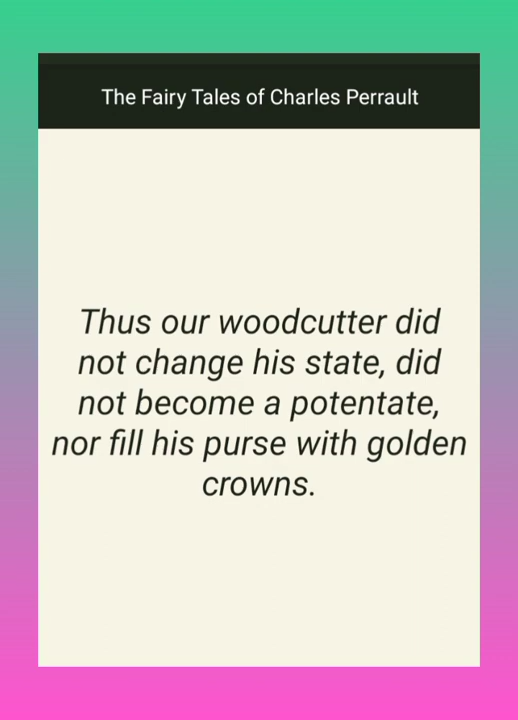 The Fairy Tales of Charles Perrault
Thus our woodcutter did
not change his state, did
not become a potentate,
nor fill his purse with golden
crowns.